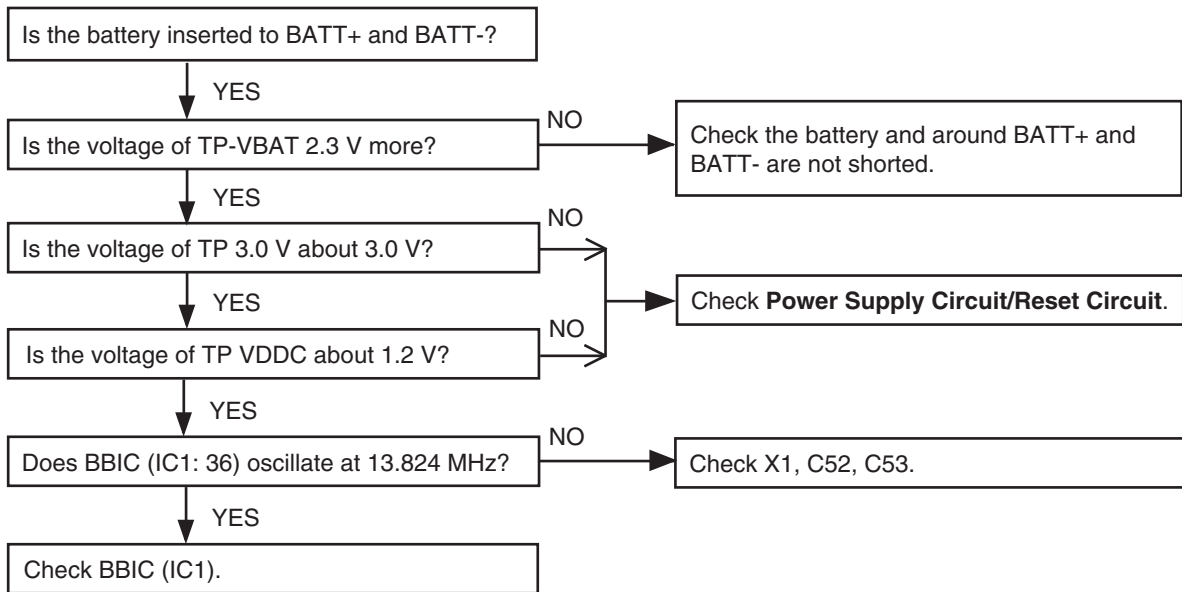 Is the battery inserted to BATT+ and BATT-?
YES
Is the voltage of TP-VBAT 2.3 V more?
NO
Check the battery and around BATT+ and
BATT- are not shorted.
YES
Is the voltage of TP 3.0 V about 3.0 V?
NO
YES
Check Power Supply Circuit/Reset Circuit.
Is the voltage of TP VDDC about 1.2 V?
NO
YES
Does BBIC (IC1: 36) oscillate at 13.824 MHz?
NO
Check X1, C52, C53.
YES
Check BBIC (IC1).